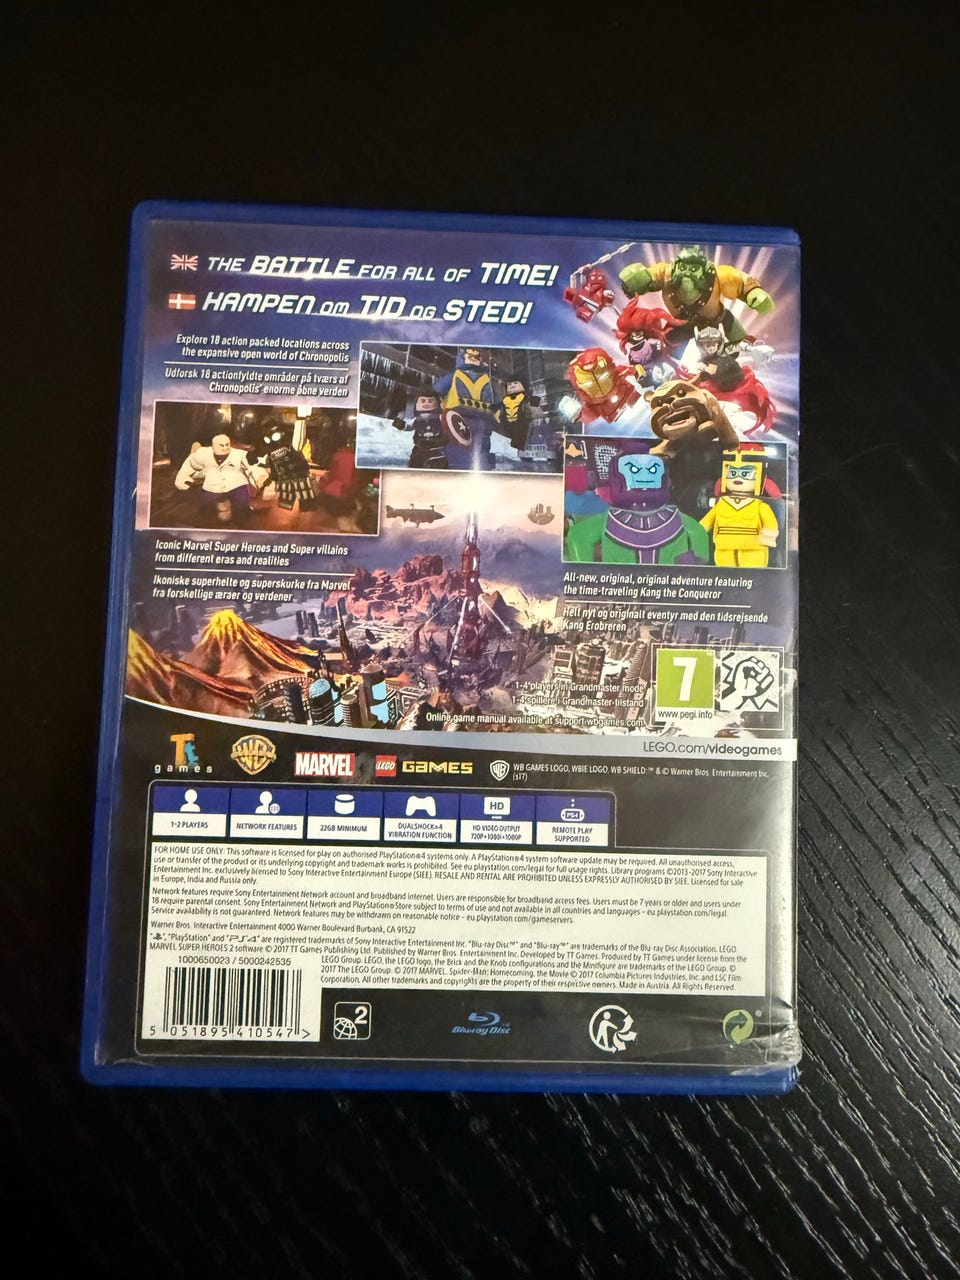 THE BATTLE FOR ALL OF TIME!
KAMPEN OM TID OG STED!
Explore 18 action packed locations across
the expansive open world of Chronopolis
Udforsk 18 actionfyldte områder på tværs af
Chronopolis' enorme åbne verden
Iconic Marvel Super Heroes and Super villains
from different eras and realities
Ikoniske superhelte og superskurke fra Marvel
fra forskellige æraer og verdener
All-new, original, original adventure featuring
the time-traveling Kang the Conqueror
Helt nyt og originalt eventyr med den tidsrejsende
Kang Erobreren
1-4 players in Grandmaster mode
1-4 spillere i Grandmaster-tilstand
Online game manual available at support.wbgames.com
7
www.pegi.info
LEGO.com/videogames
Tt
games
WB
MARVEL
LEGO
GAMES
WB GAMES LOGO, WBIE LOGO, WB SHIELD: ™ & © Warner Bros. Entertainment Inc.
(s17)
1-2 PLAYERS
NETWORK FEATURES
22GB MINIMUM
DUALSHOCK®4
VIBRATION FUNCTION
HD
HD VIDEO OUTPUT
720P•1080i•1080P
PS4
REMOTE PLAY
SUPPORTED
FOR HOME USE ONLY: This software is licensed for play on authorised PlayStation®4 systems only. A PlayStation®4 system software update may be required. All unauthorised access,
use or transfer of the product or its underlying copyright and trademark works is prohibited. See eu.playstation.com/legal for full usage rights. Library programs ©2013-2017 Sony Interactive
Entertainment Inc. exclusively licensed to Sony Interactive Entertainment Europe (SIEE). RESALE AND RENTAL ARE PROHIBITED UNLESS EXPRESSLY AUTHORISED BY SIEE. Licensed for sale
in Europe, India and Russia only.
Network features require Sony Entertainment Network account and broadband internet. Users are responsible for broadband access fees. Users must be 7 years or older and users under
18 require parental consent. Sony Entertainment Network and PlayStation®Store subject to terms of use and not available in all countries and languages – eu.playstation.com/legal.
Service availability is not guaranteed. Network features may be withdrawn on reasonable notice – eu.playstation.com/gameservers.
Warner Bros. Interactive Entertainment 4000 Warner Boulevard Burbank, CA 91522
", "PlayStation" and "PS4" are registered trademarks of Sony Interactive Entertainment Inc. "Blu-ray Disc™" and "Blu-ray™" are trademarks of the Blu-ray Disc Association. LEGO
MARVEL SUPER HEROES 2 software © 2017 TT Games Publishing Ltd. Published by Warner Bros. Entertainment Inc. Developed by TT Games. Produced by TT Games under license from the
LEGO Group. LEGO, the LEGO logo, the Brick and the Knob configurations and the Minifigure are trademarks of the LEGO Group. ©
2017 The LEGO Group. © 2017 MARVEL. Spider-Man: Homecoming, the Movie © 2017 Columbia Pictures Industries, Inc. and LSC Film
Corporation. All other trademarks and copyrights are the property of their respective owners. Made in Austria. All Rights Reserved.
1000650023 / 5000242535
5 051895 410547 >
2
Blu-ray Disc